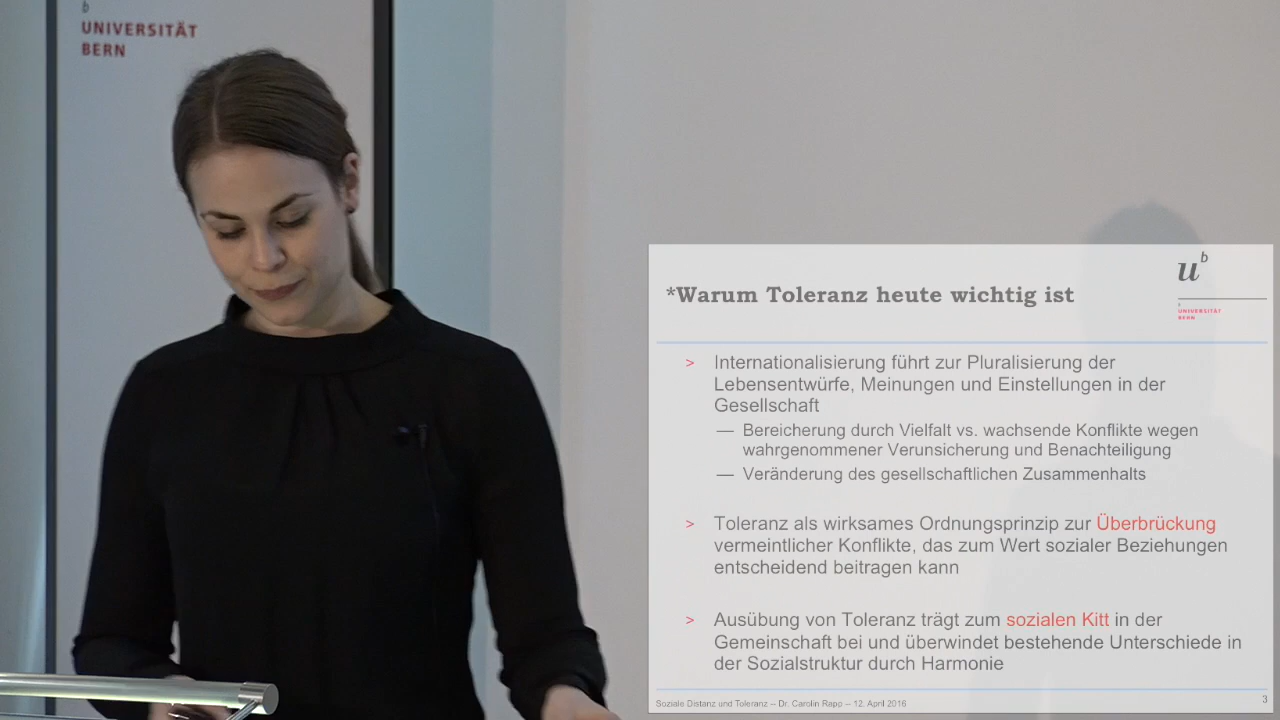 b
UNIVERSITÄT
BERN
*Warum Toleranz heute wichtig ist
u
b
b
UNIVERSITÄT
BERN
> Internationalisierung führt zur Pluralisierung der
Lebensentwürfe, Meinungen und Einstellungen in der
Gesellschaft
— Bereicherung durch Vielfalt vs. wachsende Konflikte wegen
wahrgenommener Verunsicherung und Benachteiligung
— Veränderung des gesellschaftlichen Zusammenhalts
> Toleranz als wirksames Ordnungsprinzip zur Überbrückung
vermeintlicher Konflikte, das zum Wert sozialer Beziehungen
entscheidend beitragen kann
> Ausübung von Toleranz trägt zum sozialen Kitt in der
Gemeinschaft bei und überwindet bestehende Unterschiede in
der Sozialstruktur durch Harmonie
Soziale Distanz und Toleranz – Dr. Carolin Rapp – 12. April 2016
3